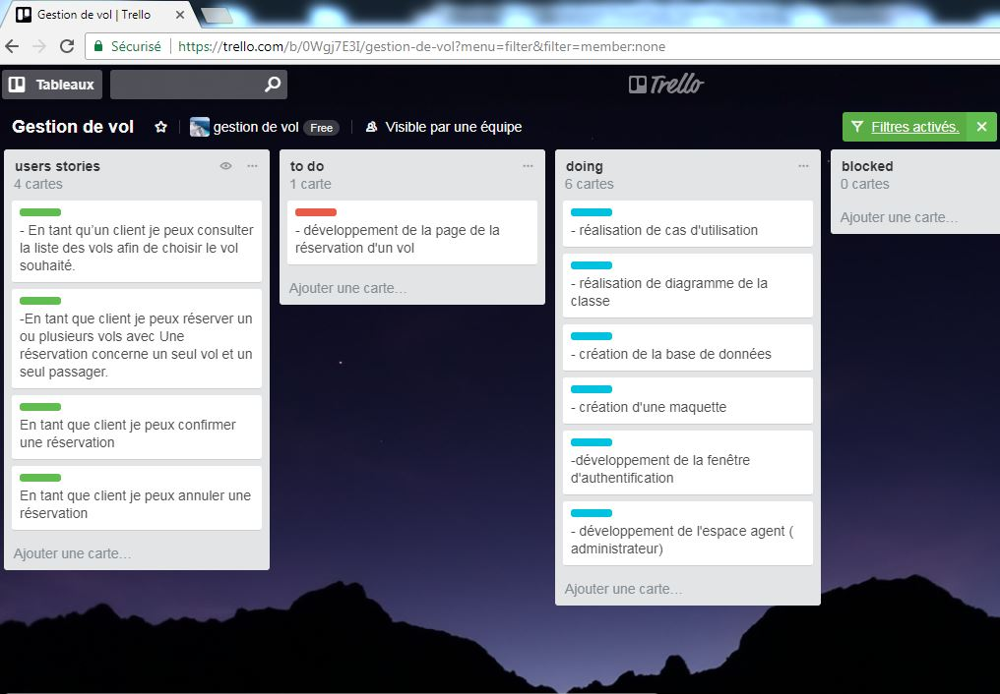 Gestion de vol | Trello
Sécurisé
https://trello.com/b/0Wgj7E3I/gestion-de-vol?menu=filter&filter=member:none
Tableaux
Trello
Gestion de vol
gestion de vol
Free
Visible par une équipe
Filtres activés.
users stories
4 cartes
- En tant qu'un client je peux consulter
la liste des vols afin de choisir le vol
souhaité.
-En tant que client je peux réserver un
ou plusieurs vols avec Une
réservation concerne un seul vol et un
seul passager.
En tant que client je peux confirmer
une réservation
En tant que client je peux annuler une
réservation
Ajouter une carte…
to do
1 carte
- développement de la page de la
réservation d'un vol
Ajouter une carte…
doing
6 cartes
- réalisation de cas d'utilisation
- réalisation de diagramme de la
classe
- création de la base de données
- création d'une maquette
-développement de la fenêtre
d'authentification
- développement de l'espace agent (
administrateur)
Ajouter une carte…
blocked
0 cartes
Ajouter une carte…